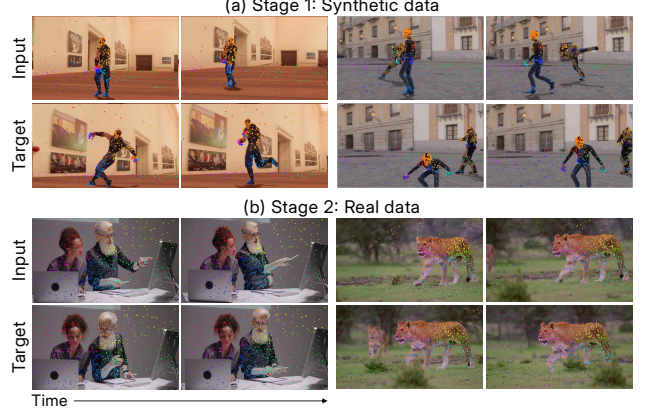 (a) Stage 1: Synthetic data
Input
Target
(b) Stage 2: Real data
Input
Target
Time